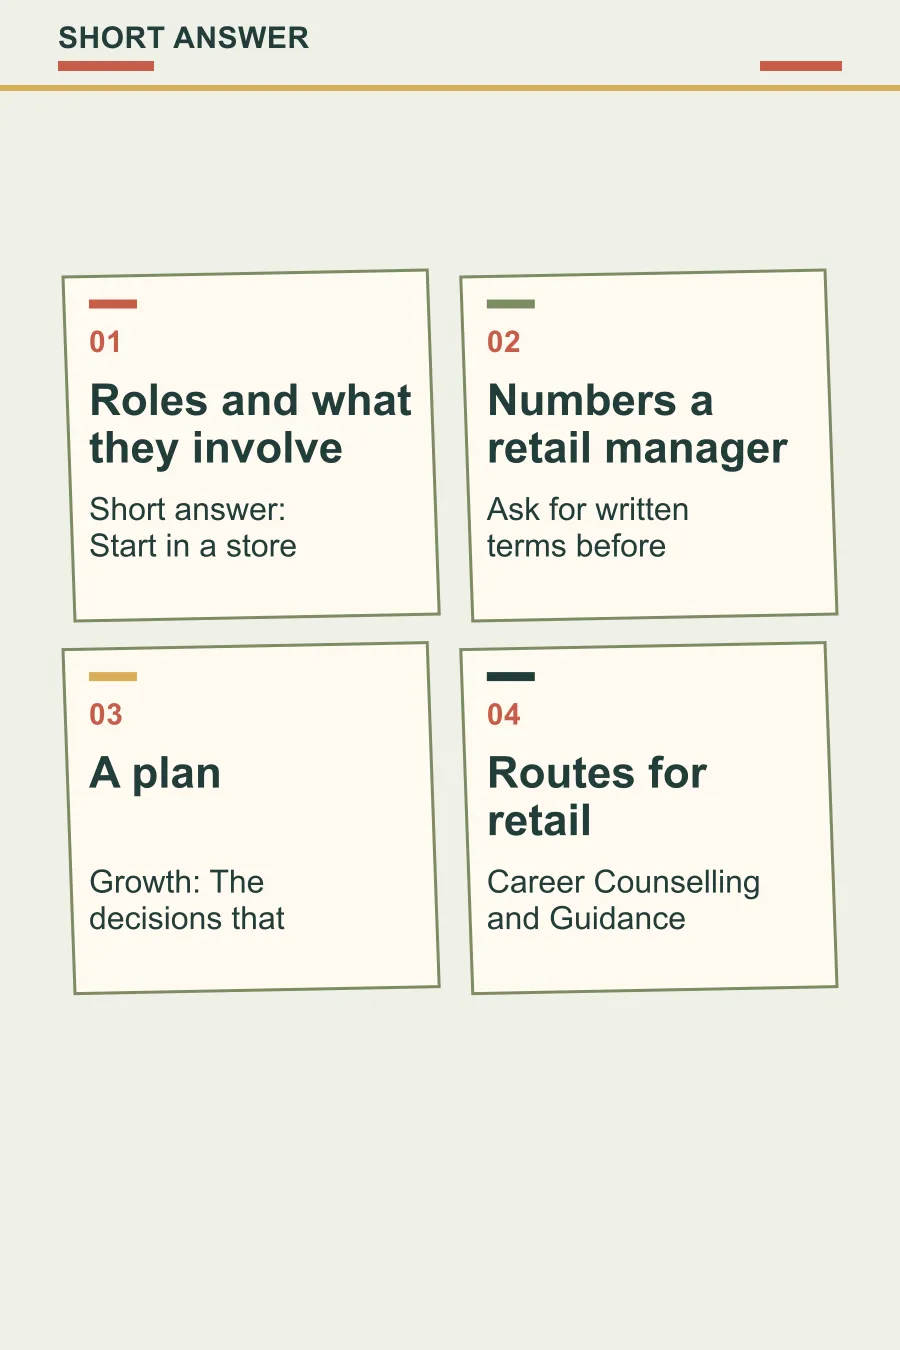 SHORT ANSWER
01
Roles and what
they involve
Short answer:
Start in a store
02
Numbers a
retail manager
Ask for written
terms before
03
A plan
Growth: The
decisions that
04
Routes for
retail
Career Counselling
and Guidance